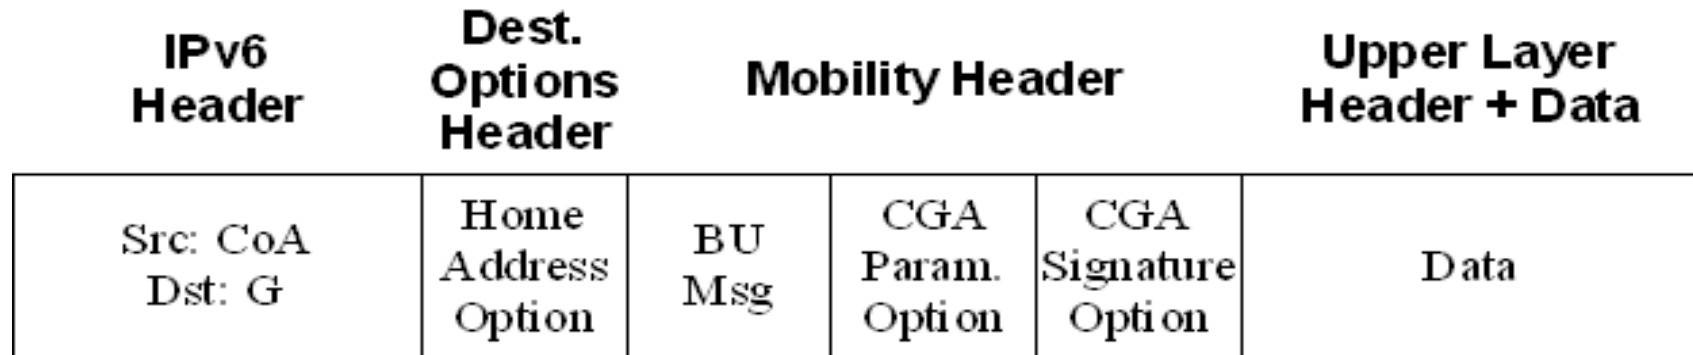 IPv6
Header
Dest.
Options
Header
Mobility Header
Upper Layer
Header + Data
Src: CoA
Dst: G
Home
Address
Option
BU
Msg
CGA
Param.
Option
CGA
Signature
Option
Data